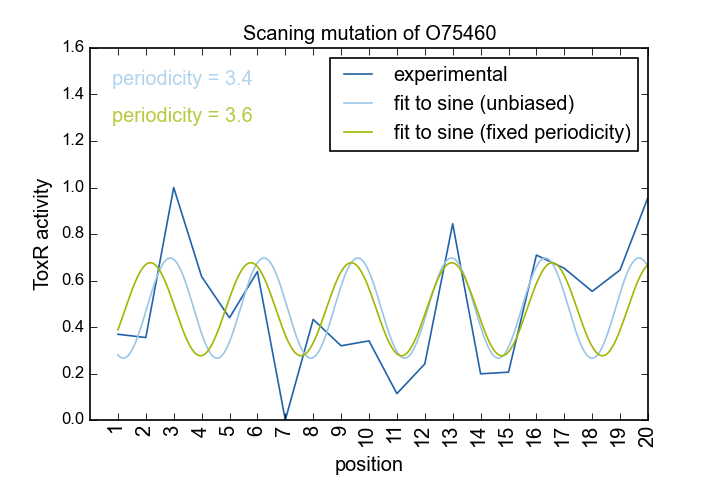 Scaning mutation of O75460
periodicity = 3.4
periodicity = 3.6
experimental
fit to sine (unbiased)
fit to sine (fixed periodicity)
ToxR activity
1.6
1.4
1.2
1.0
0.8
0.6
0.4
0.2
0.0
1 2 3 4 5 6 7 8 9 10 11 12 13 14 15 16 17 18 19 20
position